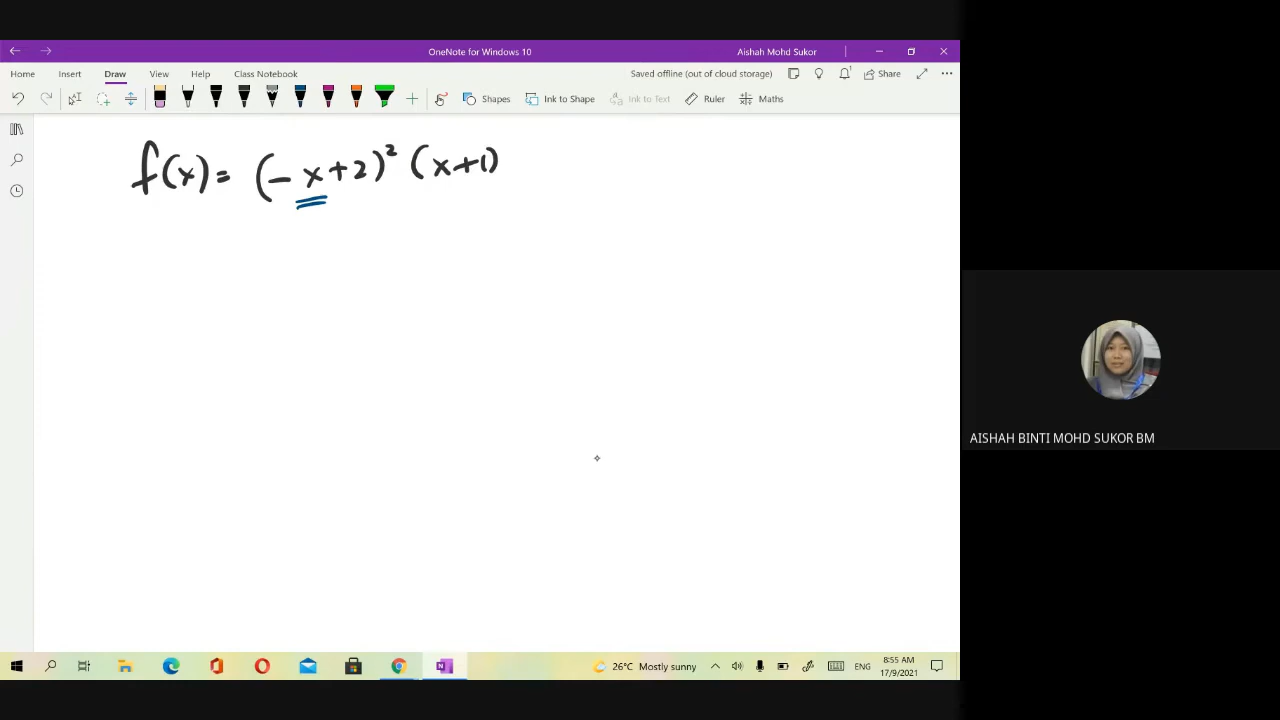 OneNote for Windows 10
Aishah Mohd Sukor
Home Insert Draw View Help Class Notebook
Saved offline (out of cloud storage) Share
Shapes Ink to Shape Ink to Text Ruler Maths
f(x) = (-x+2)² (x+1)
AISHAH BINTI MOHD SUKOR BM
26°C Mostly sunny
ENG
8:55 AM
17/9/2021